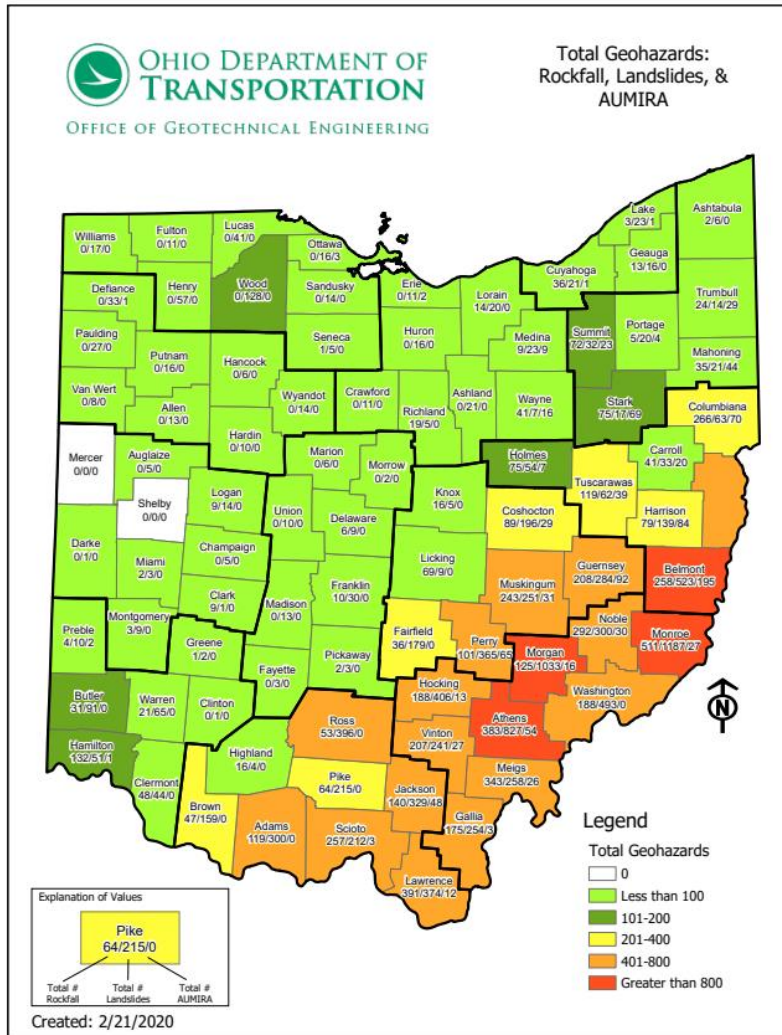 OHIO DEPARTMENT OF
TRANSPORTATION
OFFICE OF GEOTECHNICAL ENGINEERING
Total Geohazards:
Rockfall, Landslides, &
AUMIRA
Williams
0/17/0
Fulton
0/11/0
Lucas
0/41/0
Ottawa
0/16/3
Wood
0/128/0
Sandusky
0/14/0
Erie
0/11/2
Lorain
14/20/0
Cuyahoga
36/21/1
Lake
3/23/1
Geauga
13/16/0
Ashtabula
2/6/0
Defiance
0/33/1
Henry
0/57/0
Seneca
1/5/0
Huron
0/16/0
Medina
9/23/9
Summit
72/32/23
Portage
5/20/4
Trumbull
24/14/29
Mahoning
35/21/44
Paulding
0/27/0
Putnam
0/16/0
Hancock
0/6/0
Wyandot
0/14/0
Crawford
0/11/0
Richland
19/5/0
Ashland
0/21/0
Wayne
41/7/16
Stark
75/17/69
Columbiana
266/63/70
Van Wert
0/8/0
Allen
0/13/0
Hardin
0/10/0
Marion
0/6/0
Morrow
0/2/0
Holmes
75/54/7
Carroll
41/33/20
Mercer
0/0/0
Auglaize
0/5/0
Shelby
0/0/0
Logan
9/14/0
Union
0/10/0
Delaware
6/9/0
Knox
16/5/0
Coshocton
89/196/29
Tuscarawas
119/62/39
Harrison
79/139/84
Darke
0/1/0
Miami
2/3/0
Champaign
0/5/0
Clark
9/1/0
Madison
0/13/0
Franklin
10/30/0
Licking
69/9/0
Muskingum
243/251/31
Guernsey
208/284/92
Belmont
258/523/195
Preble
4/10/2
Montgomery
3/9/0
Greene
1/2/0
Fayette
0/3/0
Pickaway
2/3/0
Fairfield
36/179/0
Perry
101/365/65
Morgan
125/1033/16
Noble
292/300/30
Monroe
511/1187/27
Butler
31/91/0
Warren
21/65/0
Clinton
0/1/0
Ross
53/396/0
Hocking
188/406/13
Athens
383/827/54
Washington
188/493/0
Hamilton
132/51/1
Clermont
48/44/0
Highland
16/4/0
Pike
64/215/0
Vinton
207/241/27
Meigs
343/258/26
Brown
47/159/0
Adams
119/300/0
Scioto
257/212/3
Jackson
140/329/48
Gallia
175/254/3
Lawrence
391/374/12
N
Legend
Total Geohazards
0
Less than 100
101-200
201-400
401-800
Greater than 800
Explanation of Values
Pike
64/215/0
Total # Rockfall
Total # Landslides
Total # AUMIRA
Created: 2/21/2020